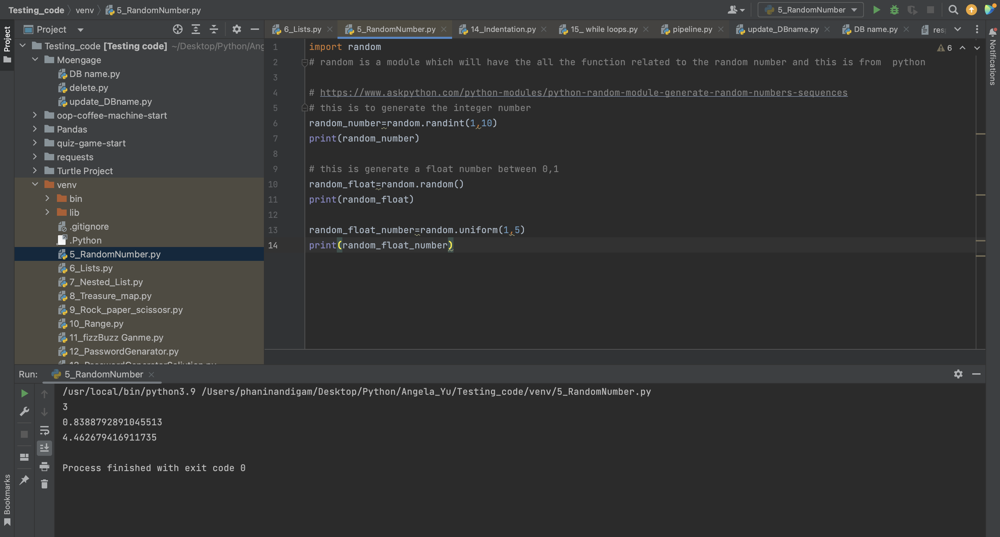 Testing_code venv 5_RandomNumber.py 5_RandomNumber
Project
Project
6_Lists.py 5_RandomNumber.py 14_Indentation.py 15_ while loops.py pipeline.py update_DBname.py DB name.py
Notifications
Testing_code [Testing code] ~/Desktop/Python/Ang
Moengage
DB name.py
delete.py
update_DBname.py
oop-coffee-machine-start
Pandas
quiz-game-start
requests
Turtle Project
venv
bin
lib
.gitignore
.Python
5_RandomNumber.py
6_Lists.py
7_Nested_List.py
8_Treasure_map.py
9_Rock_paper_scissosr.py
10_Range.py
11_fizzBuzz Ganme.py
12_PasswordGenarator.py
6
1 import random
2 # random is a module which will have the all the function related to the random number and this is from  python
3
4 # https://www.askpython.com/python-modules/python-random-module-generate-random-numbers-sequences
5 # this is to generate the integer number
6 random_number=random.randint(1,10)
7 print(random_number)
8
9 # this is generate a float number between 0,1
10 random_float=random.random()
11 print(random_float)
12
13 random_float_number=random.uniform(1,5)
14 print(random_float_number)
Run: 5_RandomNumber
/usr/local/bin/python3.9 /Users/phaninandigam/Desktop/Python/Angela_Yu/Testing_code/venv/5_RandomNumber.py
3
0.8388792891045513
4.462679416911735
Process finished with exit code 0
Bookmarks